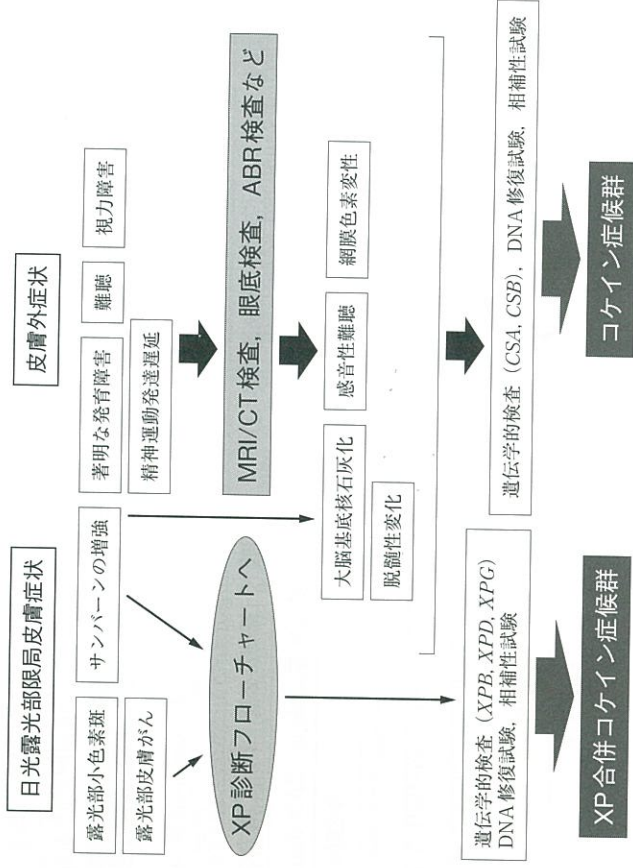 日光露光部限局皮膚症状
皮膚外症状
露光部小色素斑
サンバーンの増強
著明な発育障害
難聴
視力障害
露光部皮膚がん
精神運動発達遅延
XP診断フローチャートへ
MRI/CT検査，眼底検査，ABR検査など
大脳基底核石灰化
感音性難聴
網膜色素変性
脱髄性変化
遺伝学的検査（XPB, XPD, XPG）
DNA修復試験，相補性試験
遺伝学的検査（CSA, CSB），DNA修復試験，相補性試験
XP合併コケイン症候群
コケイン症候群